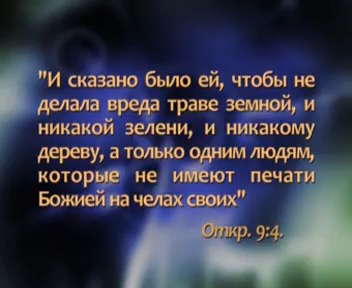 "И сказано было ей, чтобы не
делала вреда траве земной, и
никакой зелени, и никакому
дереву, а только одним людям,
которые не имеют печати
Божией на челах своих"
Откр. 9:4.